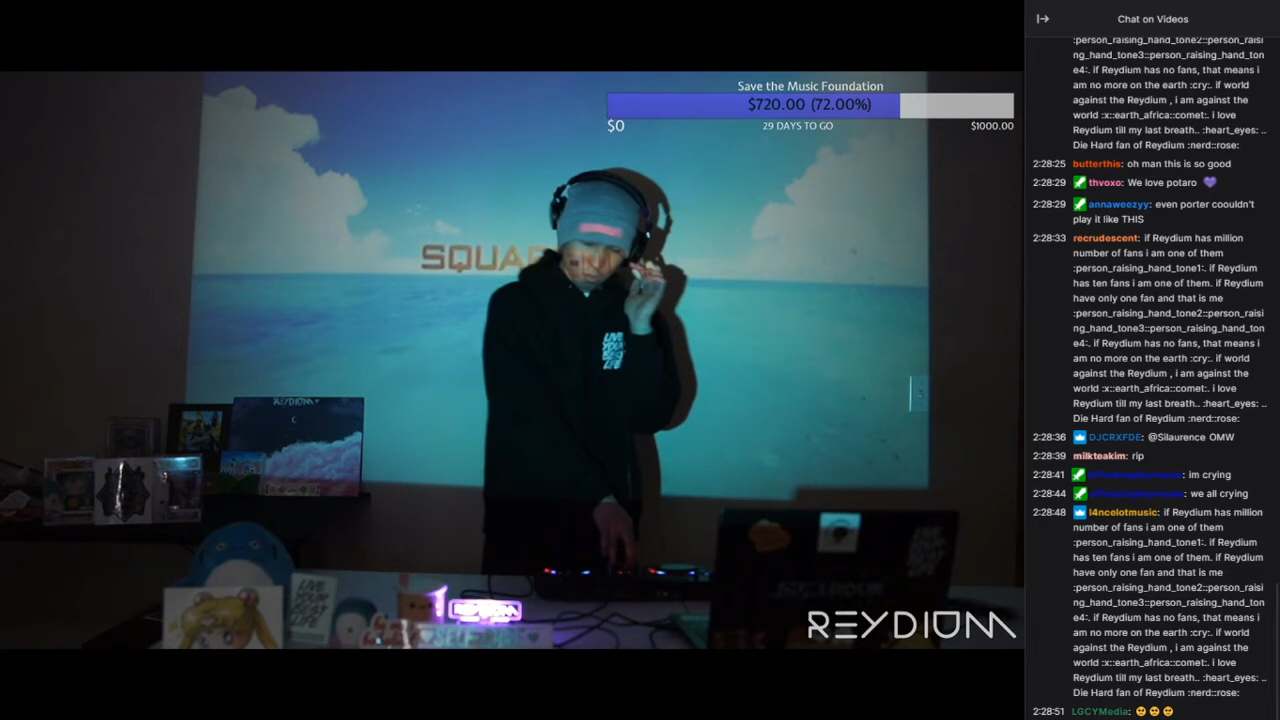 Save the Music Foundation
$720.00 (72.00%)
$0
29 DAYS TO GO
$1000.00
SQUA
LIVE
YOUR
BEST
LIFE
REYDIUM
LIVE
YOUR
BEST
LIFE
REYDIUM
REYDIUM
Chat on Videos
:person_raising_hand_tone2::person_raisi
ng_hand_tone3::person_raising_hand_ton
e4:. if Reydium has no fans, that means i
am no more on the earth :cry:. if world
against the Reydium , i am against the
world :x::earth_africa::comet:. i love
Reydium till my last breath.. :heart_eyes: ..
Die Hard fan of Reydium :nerd::rose:
2:28:25 butterthis: oh man this is so good
2:28:29 thvoxo: We love potaro 💜
2:28:29 annaweezyy: even porter coouldn't
play it like THIS
2:28:33 recrudescent: if Reydium has million
number of fans i am one of them
:person_raising_hand_tone1:. if Reydium
has ten fans i am one of them. if Reydium
have only one fan and that is me
:person_raising_hand_tone2::person_raisi
ng_hand_tone3::person_raising_hand_ton
e4:. if Reydium has no fans, that means i
am no more on the earth :cry:. if world
against the Reydium , i am against the
world :x::earth_africa::comet:. i love
Reydium till my last breath.. :heart_eyes: ..
Die Hard fan of Reydium :nerd::rose:
2:28:36 DJCRXFDE: @Silaurence OMW
2:28:39 milkteakim: rip
2:28:41 : im crying
2:28:44 : we all crying
2:28:48 l4ncelotmusic: if Reydium has million
number of fans i am one of them
:person_raising_hand_tone1:. if Reydium
has ten fans i am one of them. if Reydium
have only one fan and that is me
:person_raising_hand_tone2::person_raisi
ng_hand_tone3::person_raising_hand_ton
e4:. if Reydium has no fans, that means i
am no more on the earth :cry:. if world
against the Reydium , i am against the
world :x::earth_africa::comet:. i love
Reydium till my last breath.. :heart_eyes: ..
Die Hard fan of Reydium :nerd::rose:
2:28:51 LGCYMedia: 🥺🥺🥺